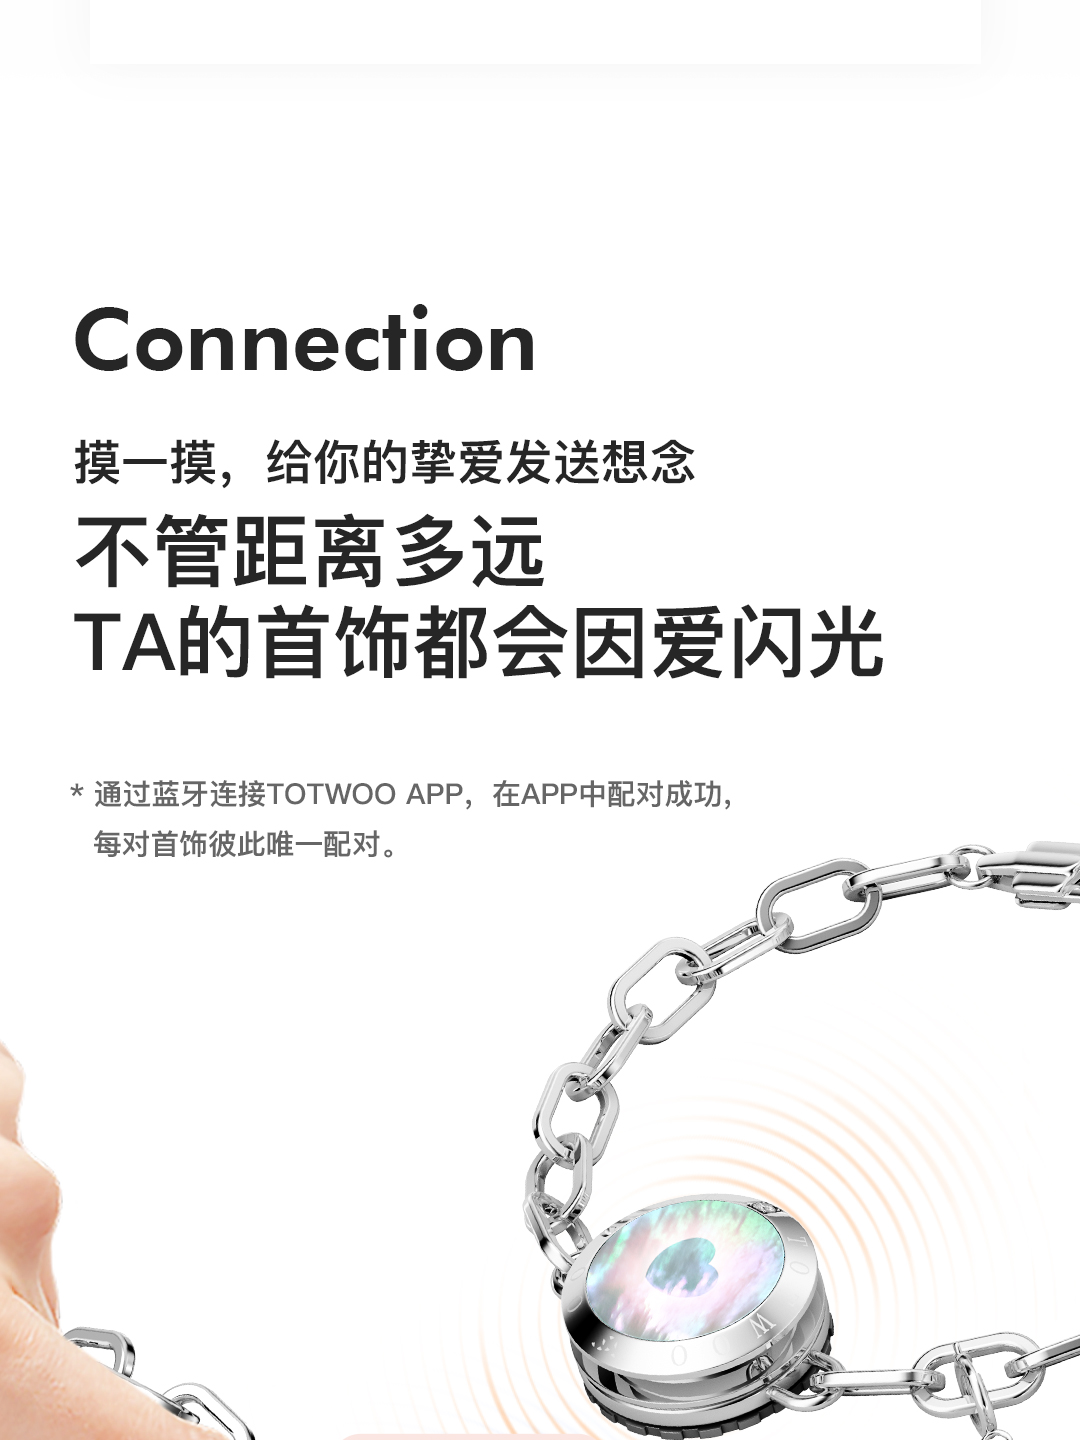 Connection
摸一摸，给你的挚爱发送想念
不管距离多远
TA的首饰都会因爱闪光
* 通过蓝牙连接TOTWOO APP，在APP中配对成功，
每对首饰彼此唯一配对。